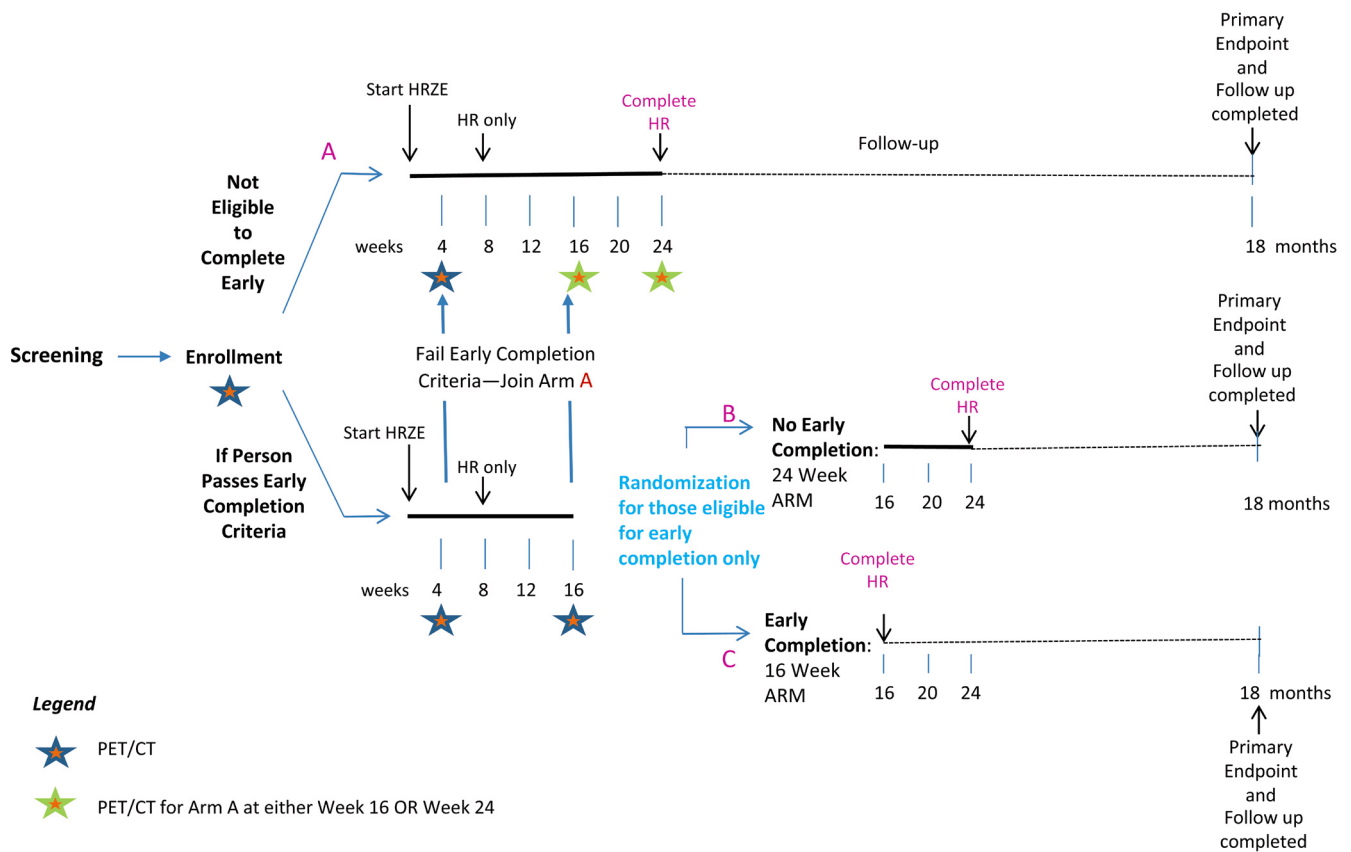 Primary
Endpoint
and
Follow up
completed
Start HRZE
HR only
Complete
HR
Follow-up
A
Not
Eligible
to
Complete
Early
weeks 4 8 12 16 20 24
18 months
Screening
Enrollment
Fail Early Completion
Criteria—Join Arm A
If Person
Passes Early
Completion
Criteria
Start HRZE
HR only
weeks 4 8 12 16
Randomization
for those eligible
for early
completion only
B
No Early
Completion:
24 Week
ARM
Complete
HR
16 20 24
Primary
Endpoint
and
Follow up
completed
18 months
C
Early
Completion:
16 Week
ARM
Complete
HR
16 20 24
18 months
Primary
Endpoint
and
Follow up
completed
Legend
PET/CT
PET/CT for Arm A at either Week 16 OR Week 24